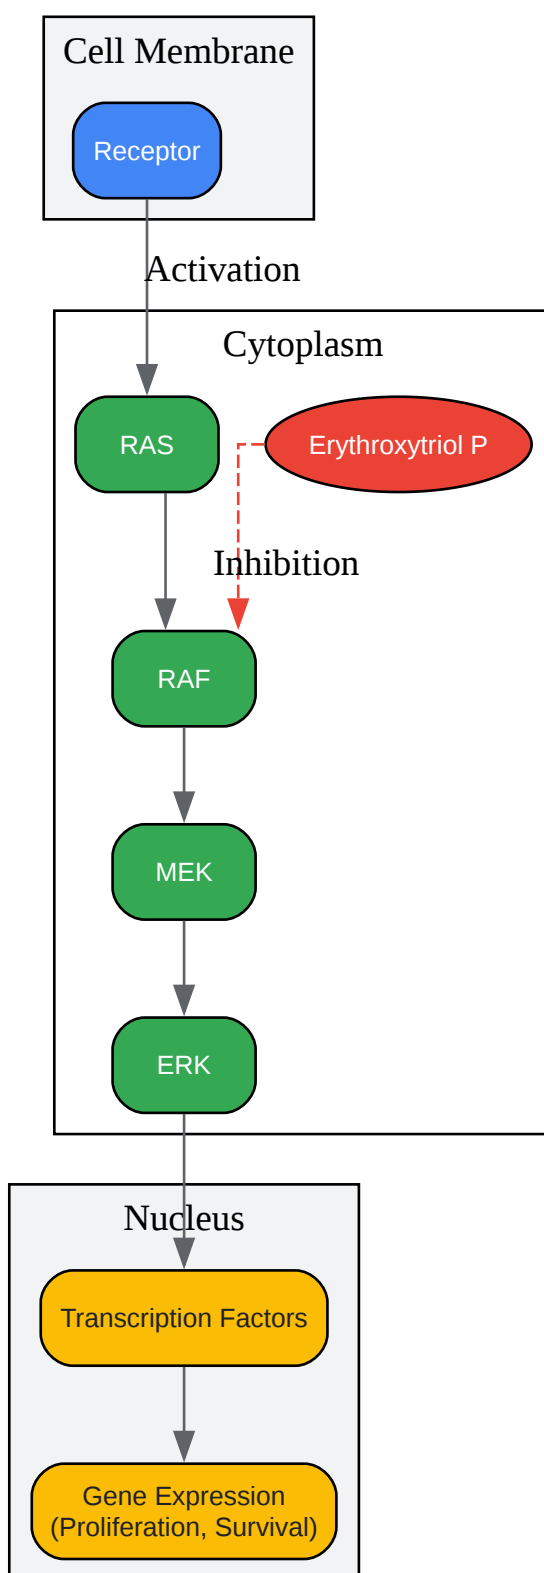 Cell Membrane
Receptor
Activation
Cytoplasm
RAS
Erythroxytriol P
Inhibition
RAF
MEK
ERK
Nucleus
Transcription Factors
Gene Expression
(Proliferation, Survival)